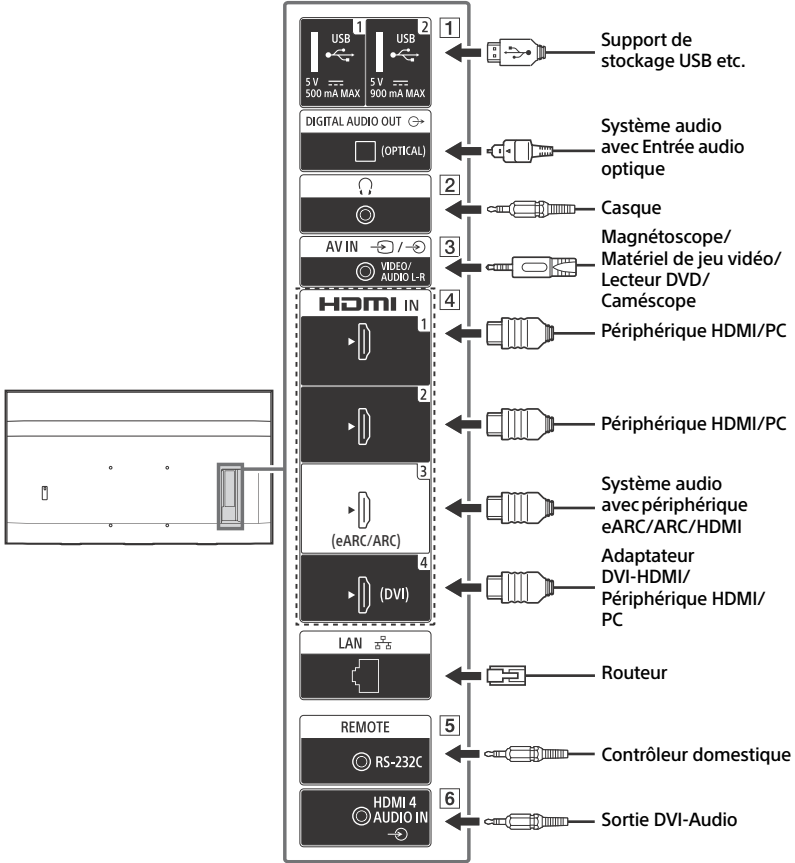 1
2
1
USB
USB
5 V
500 mA MAX
5 V
900 mA MAX
Support de
stockage USB etc.
DIGITAL AUDIO OUT
(OPTICAL)
Système audio
avec Entrée audio
optique
2
Casque
AV IN /
3
VIDEO/
AUDIO L-R
Magnétoscope/
Matériel de jeu vidéo/
Lecteur DVD/
Caméscope
HDMI IN
4
1
Périphérique HDMI/PC
2
Périphérique HDMI/PC
3
(eARC/ARC)
Système audio
avec périphérique
eARC/ARC/HDMI
4
(DVI)
Adaptateur
DVI-HDMI/
Périphérique HDMI/
PC
LAN
Routeur
REMOTE
5
RS-232C
Contrôleur domestique
HDMI 4
AUDIO IN
6
Sortie DVI-Audio